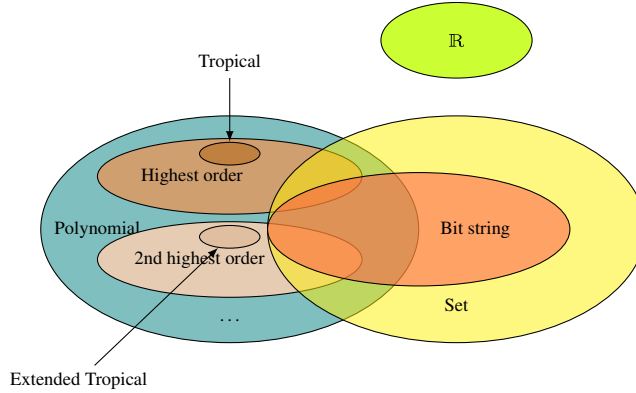 ℝ
Tropical
Highest order
Polynomial
Bit string
2nd highest order
Set
...
Extended Tropical